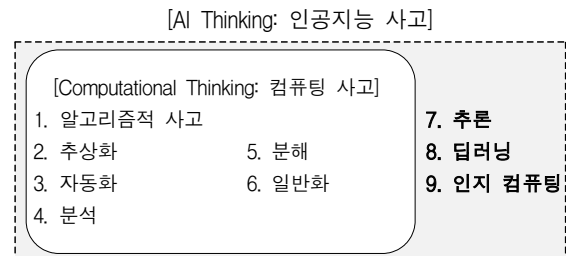 [AI Thinking: 인공지능 사고]
[Computational Thinking: 컴퓨팅 사고]
1. 알고리즘적 사고
2. 추상화
3. 자동화
4. 분석
5. 분해
6. 일반화
7. 추론
8. 딥러닝
9. 인지 컴퓨팅